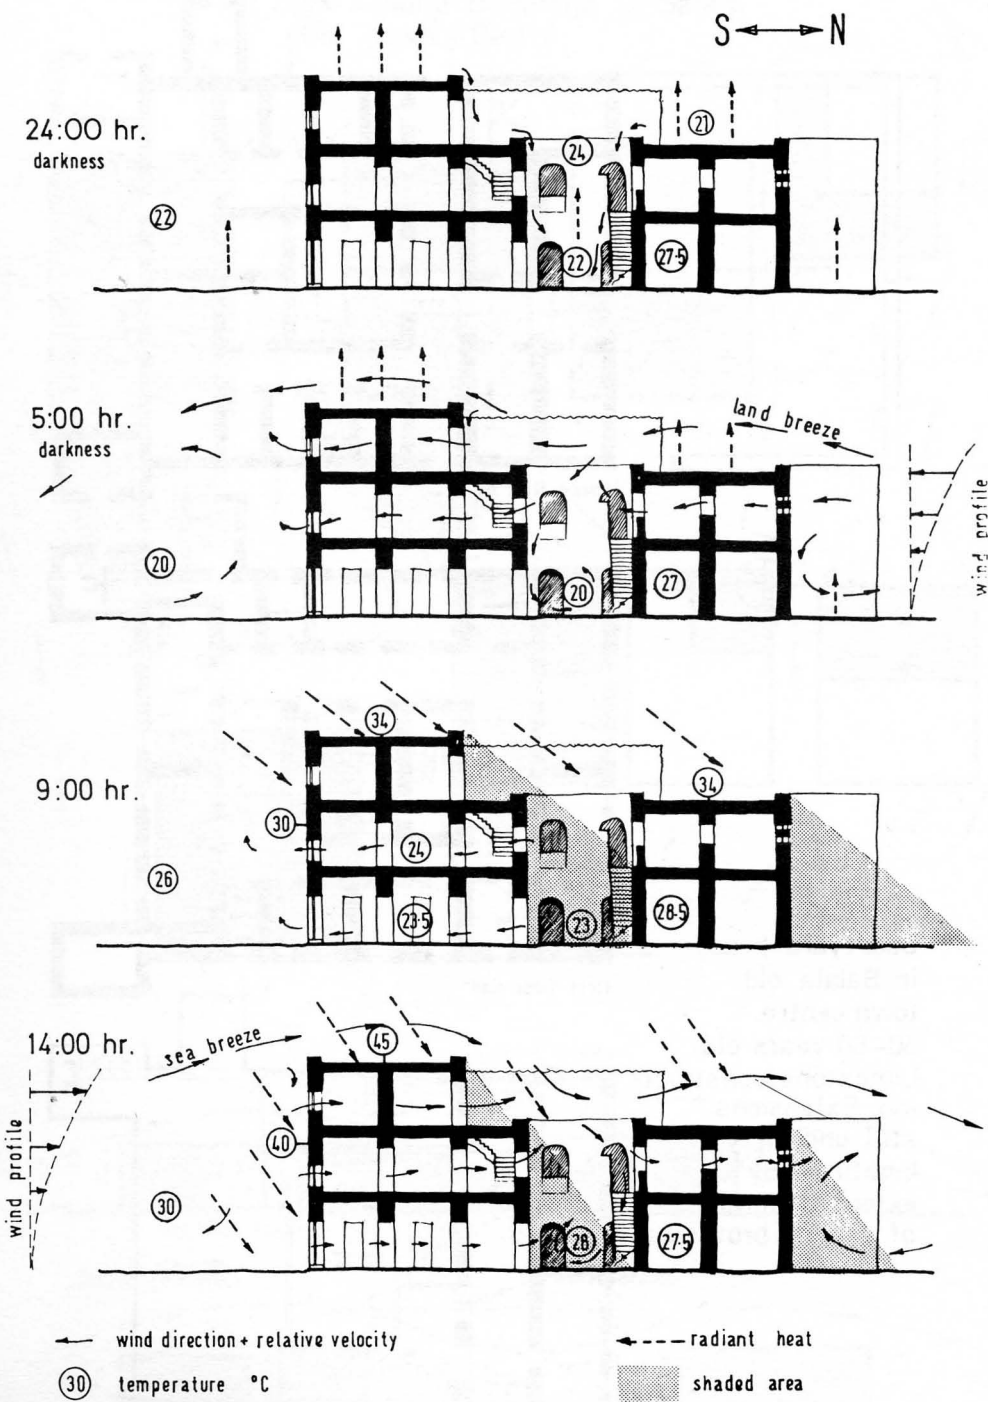 S N
24:00 hr.
darkness
21
24
22
22
27·5
5:00 hr.
darkness
land breeze
wind profile
20
20
27
9:00 hr.
34
34
30
24
26
23·5
23
28·5
14:00 hr.
sea breeze
45
40
wind profile
30
28
27·5
wind direction + relative velocity
radiant heat
30 temperature °C
shaded area